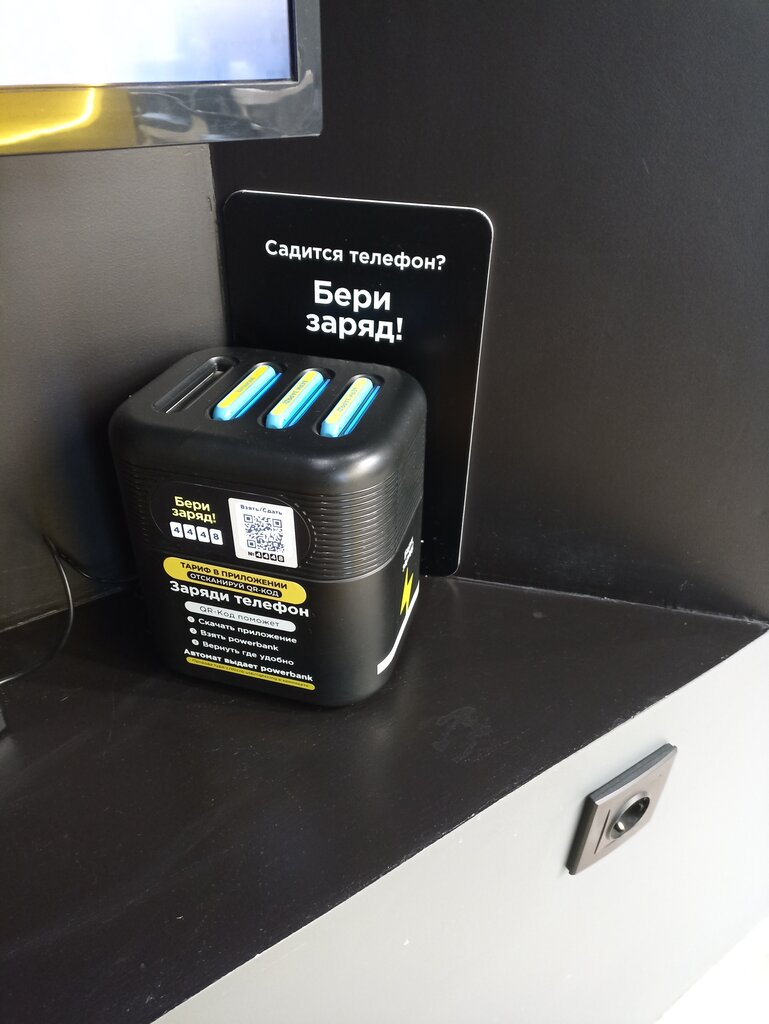 Садится телефон?
Бери
заряд!
Бери
заряд!
4448
Взять/Сдать
№4448
ТАРИФ В ПРИЛОЖЕНИИ
ОТСКАНИРУЙ QR-КОД
Заряди телефон
QR-Код поможет
Скачать приложение
Взять powerbank
Вернуть где удобно
Автомат выдает powerbank